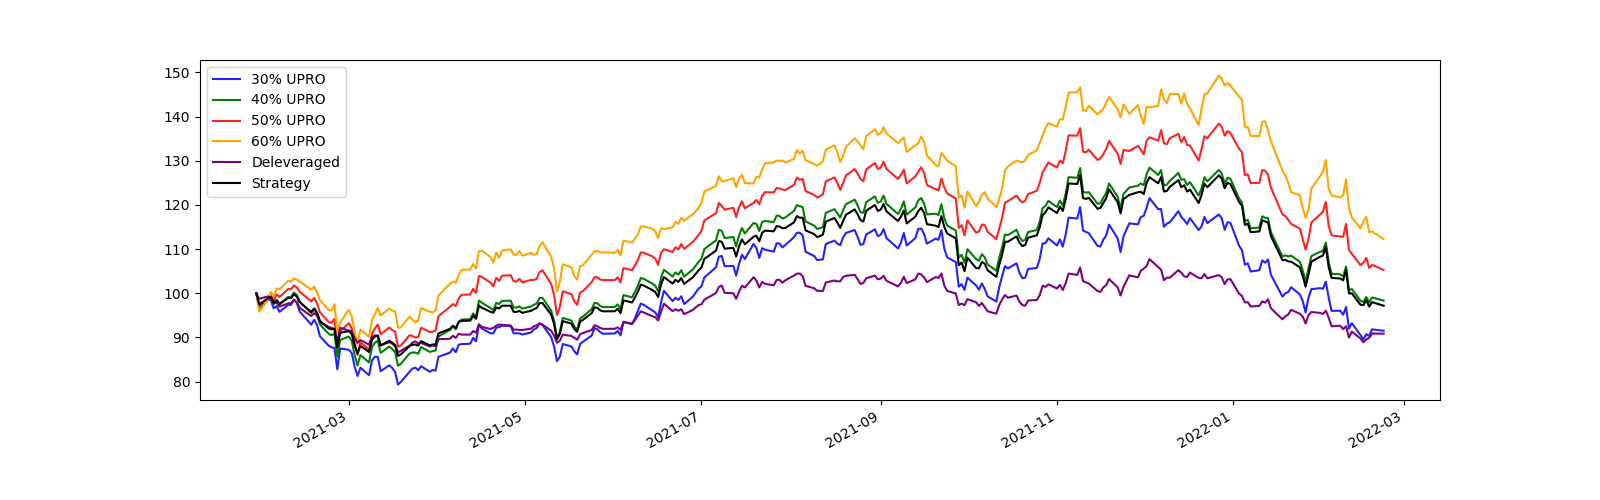 150
140
130
120
110
100
90
80
30% UPRO
40% UPRO
50% UPRO
60% UPRO
Deleveraged
Strategy
2021-03
2021-05
2021-07
2021-09
2021-11
2022-01
2022-03